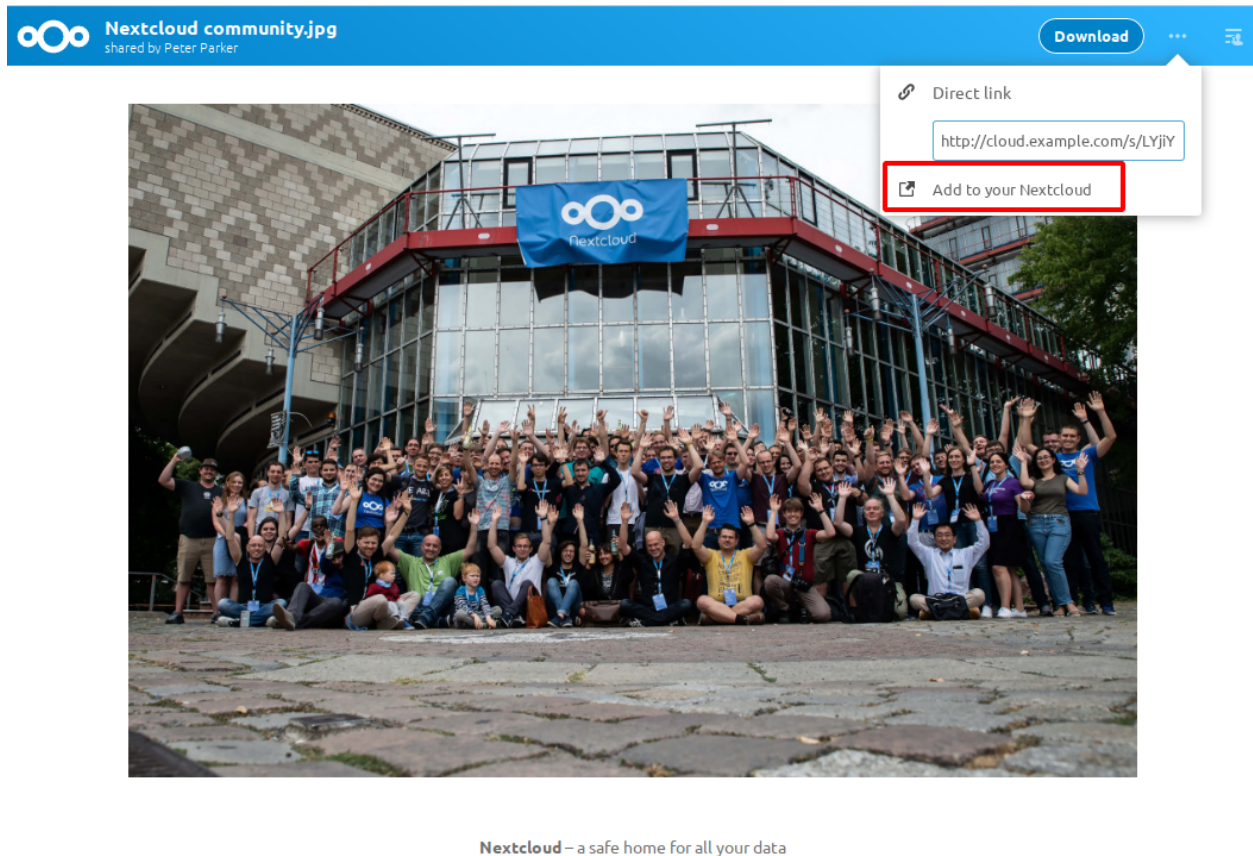 Nextcloud community.jpg
shared by Peter Parker
Download
Direct link
http://cloud.example.com/s/LYjiY
Add to your Nextcloud
Nextcloud
Nextcloud – a safe home for all your data